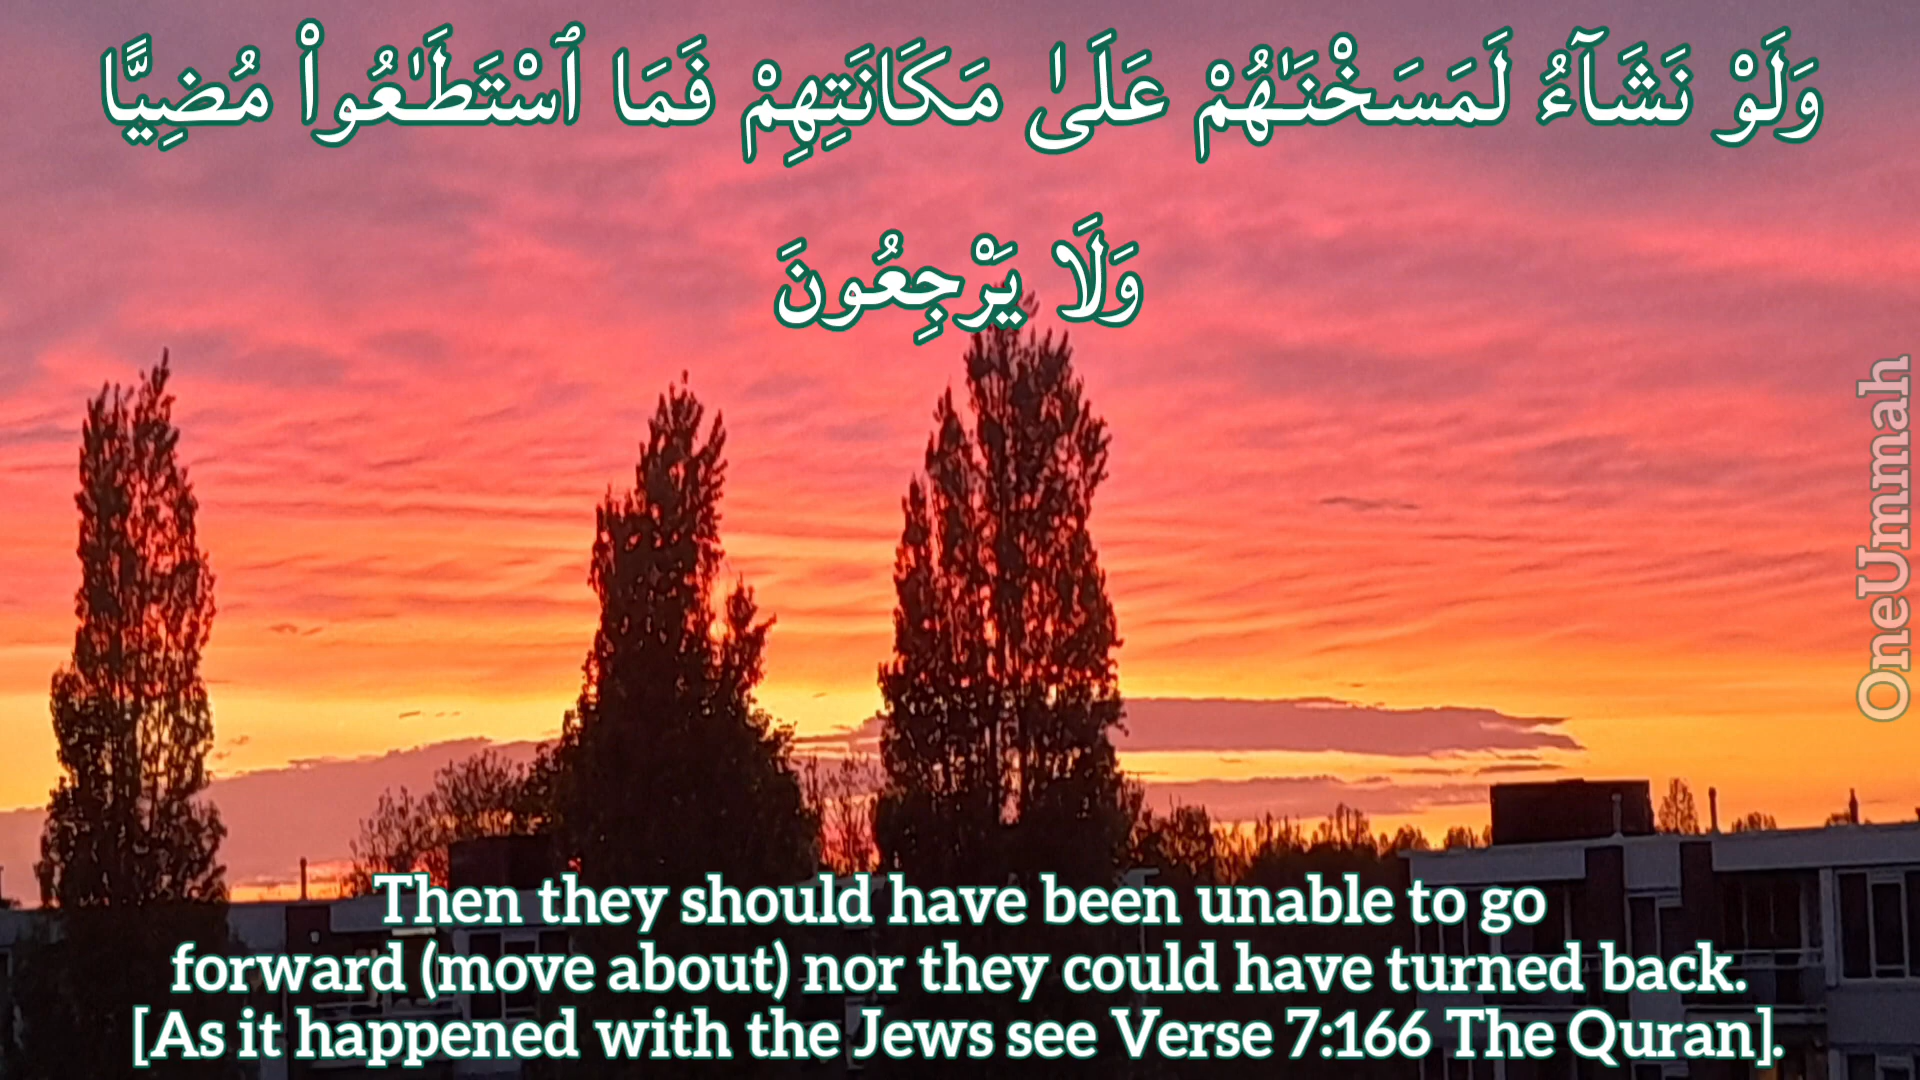 وَلَوْ نَشَآءُ لَمَسَخْنَـٰهُمْ عَلَىٰ مَكَانَتِهِمْ فَمَا ٱسْتَطَـٰعُوا۟ مُضِيًّا
وَلَا يَرْجِعُونَ
OneUmmah
Then they should have been unable to go
forward (move about) nor they could have turned back.
[As it happened with the Jews see Verse 7:166 The Quran].